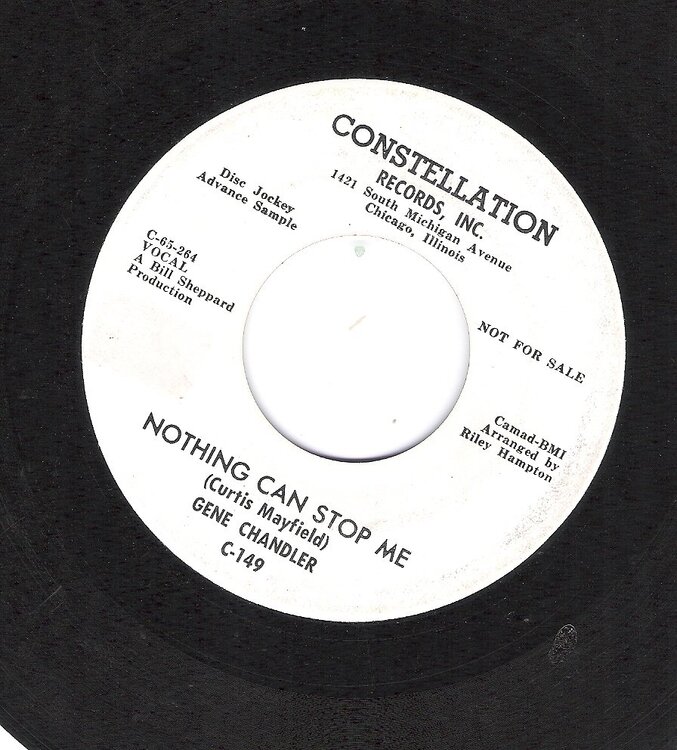 CONSTELLATION
RECORDS, INC.
1421 South Michigan Avenue
Chicago, Illinois
Disc Jockey
Advance Sample
C-65-264
VOCAL
A Bill Sheppard
Production
NOT FOR SALE
Camad-BMI
Arranged by
Riley Hampton
NOTHING CAN STOP ME
(Curtis Mayfield)
GENE CHANDLER
C-149